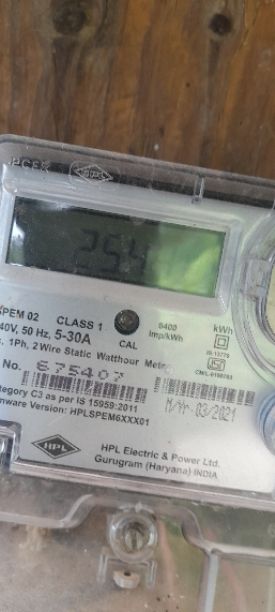 HPL
254
SPEM 02 CLASS 1
240V, 50 Hz, 5-30A CAL 6400 imp/kWh kWh
1Ph, 2 Wire Static Watthour Meter
No. 675407
Category C3 as per IS 15959:2011
Firmware Version: HPLSPEM6XXX01
M/Yr. 03/2021
HPL HPL Electric & Power Ltd.
Gurugram (Haryana) INDIA